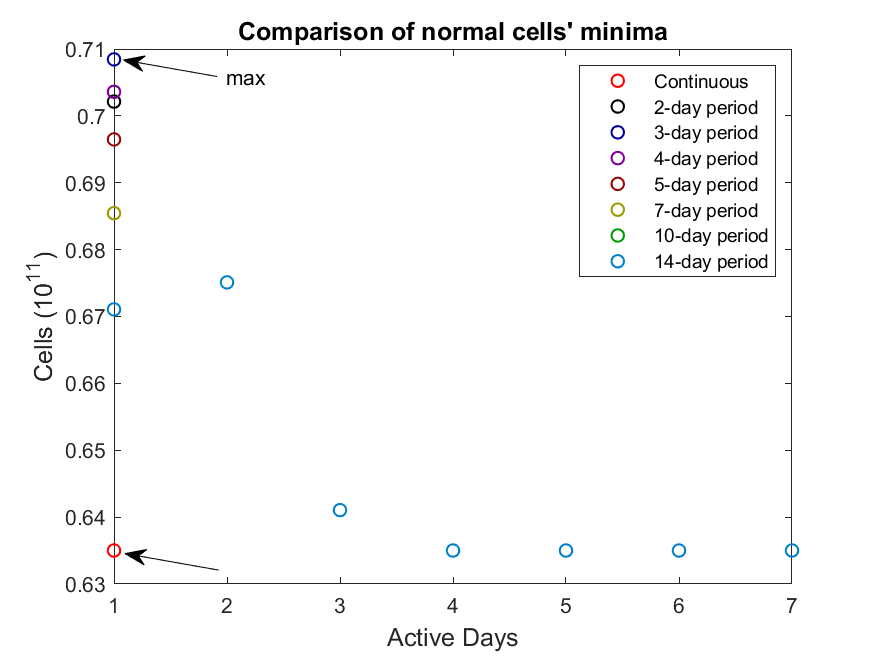 Comparison of normal cells' minima
0.71
0.7
0.69
0.68
0.67
0.66
0.65
0.64
0.63
Cells (10^11)
max
Continuous
2-day period
3-day period
4-day period
5-day period
7-day period
10-day period
14-day period
1 2 3 4 5 6 7
Active Days